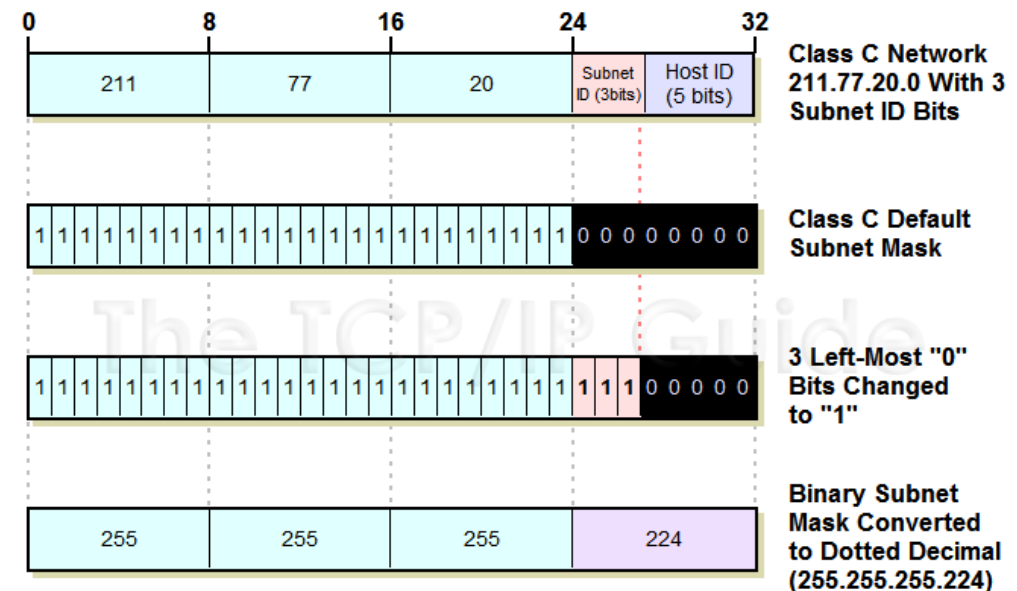 0 8 16 24 32
211 77 20 Subnet ID (3bits) Host ID (5 bits)
Class C Network
211.77.20.0 With 3
Subnet ID Bits
1 1 1 1 1 1 1 1 1 1 1 1 1 1 1 1 1 1 1 1 1 1 1 1 0 0 0 0 0 0 0 0
Class C Default
Subnet Mask
The TCP/IP Guide
1 1 1 1 1 1 1 1 1 1 1 1 1 1 1 1 1 1 1 1 1 1 1 1 1 1 1 0 0 0 0 0
3 Left-Most "0"
Bits Changed
to "1"
255 255 255 224
Binary Subnet
Mask Converted
to Dotted Decimal
(255.255.255.224)